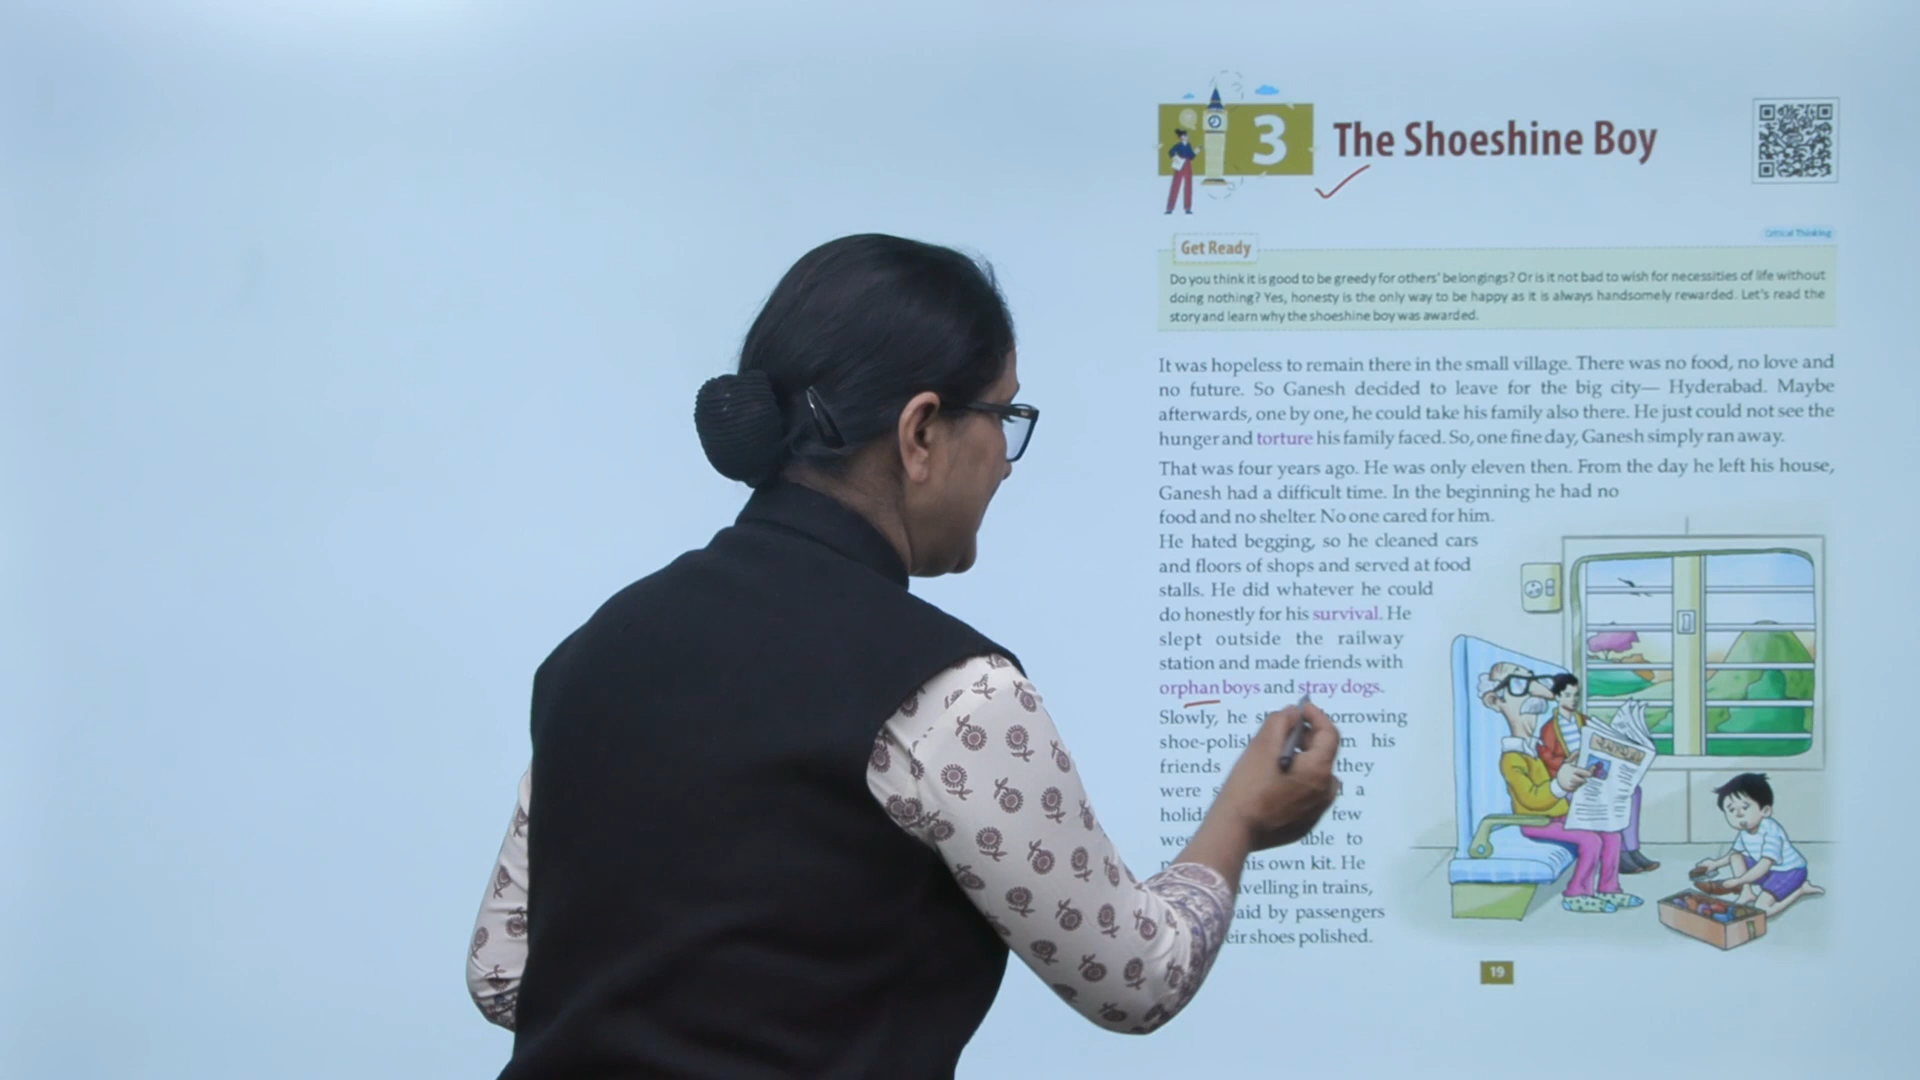 3
The Shoeshine Boy
Critical Thinking
Get Ready
Do you think it is good to be greedy for others' belongings? Or is it not bad to wish for necessities of life without
doing nothing? Yes, honesty is the only way to be happy as it is always handsomely rewarded. Let's read the
story and learn why the shoeshine boy was awarded.
It was hopeless to remain there in the small village. There was no food, no love and
no future. So Ganesh decided to leave for the big city— Hyderabad. Maybe
afterwards, one by one, he could take his family also there. He just could not see the
hunger and torture his family faced. So, one fine day, Ganesh simply ran away.
That was four years ago. He was only eleven then. From the day he left his house,
Ganesh had a difficult time. In the beginning he had no
food and no shelter. No one cared for him.
He hated begging, so he cleaned cars
and floors of shops and served at food
stalls. He did whatever he could
do honestly for his survival. He
slept outside the railway
station and made friends with
orphan boys and stray dogs.
Slowly, he borrowing
his
friends they
were a
few
to
his own kit. He
in trains,
by passengers
shoes polished.
19